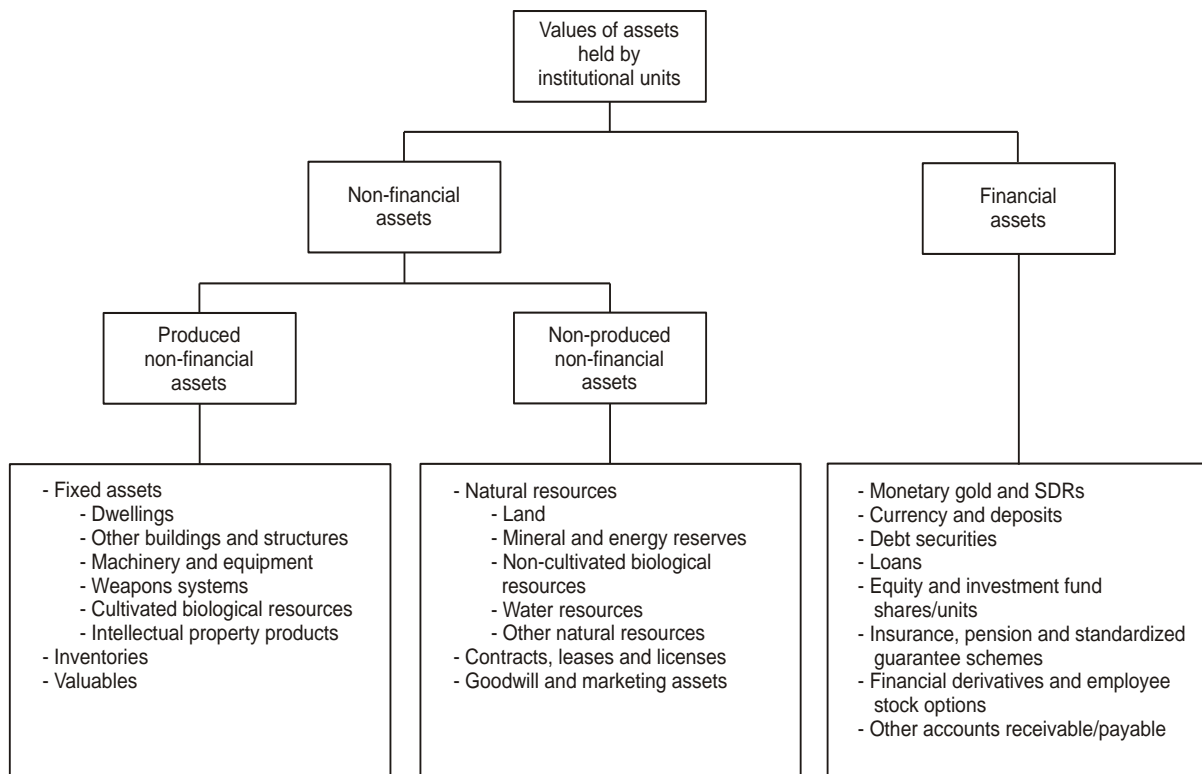 Values of assets
held by
institutional units
Non-financial
assets
Financial
assets
Produced
non-financial
assets
Non-produced
non-financial
assets
- Fixed assets
- Dwellings
- Other buildings and structures
- Machinery and equipment
- Weapons systems
- Cultivated biological resources
- Intellectual property products
- Inventories
- Valuables
- Natural resources
- Land
- Mineral and energy reserves
- Non-cultivated biological
resources
- Water resources
- Other natural resources
- Contracts, leases and licenses
- Goodwill and marketing assets
- Monetary gold and SDRs
- Currency and deposits
- Debt securities
- Loans
- Equity and investment fund
shares/units
- Insurance, pension and standardized
guarantee schemes
- Financial derivatives and employee
stock options
- Other accounts receivable/payable